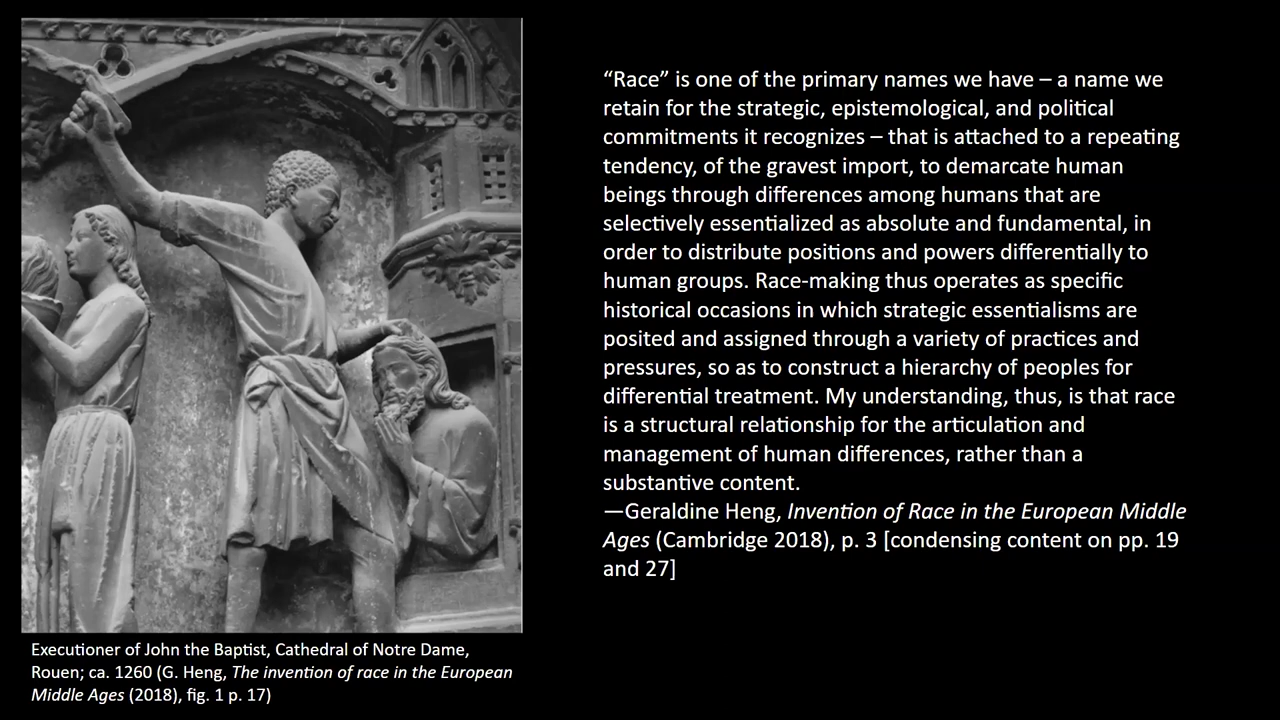 “Race” is one of the primary names we have – a name we
retain for the strategic, epistemological, and political
commitments it recognizes – that is attached to a repeating
tendency, of the gravest import, to demarcate human
beings through differences among humans that are
selectively essentialized as absolute and fundamental, in
order to distribute positions and powers differentially to
human groups. Race-making thus operates as specific
historical occasions in which strategic essentialisms are
posited and assigned through a variety of practices and
pressures, so as to construct a hierarchy of peoples for
differential treatment. My understanding, thus, is that race
is a structural relationship for the articulation and
management of human differences, rather than a
substantive content.
—Geraldine Heng, Invention of Race in the European Middle
Ages (Cambridge 2018), p. 3 [condensing content on pp. 19
and 27]
Executioner of John the Baptist, Cathedral of Notre Dame,
Rouen; ca. 1260 (G. Heng, The invention of race in the European
Middle Ages (2018), fig. 1 p. 17)